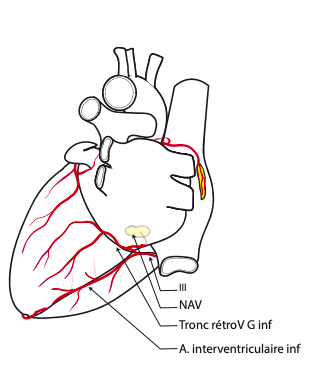 III
NAV
Tronc rétroV G inf
A. interventriculaire inf